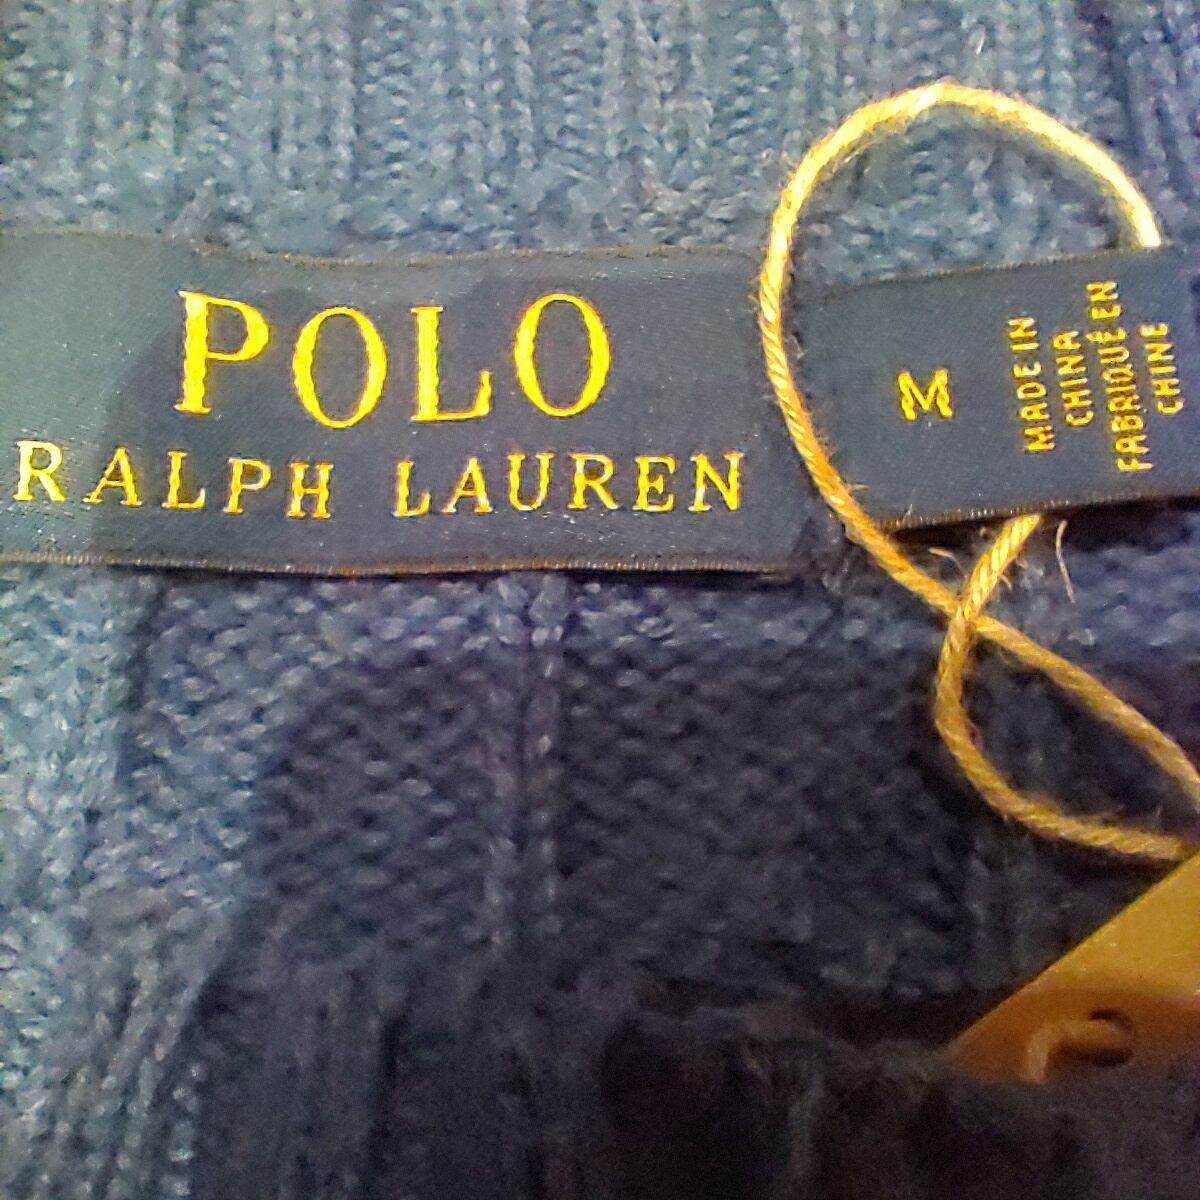 POLO
RALPH LAUREN
M
MADE IN
CHINA
FABRIQUÉ EN
CHINE